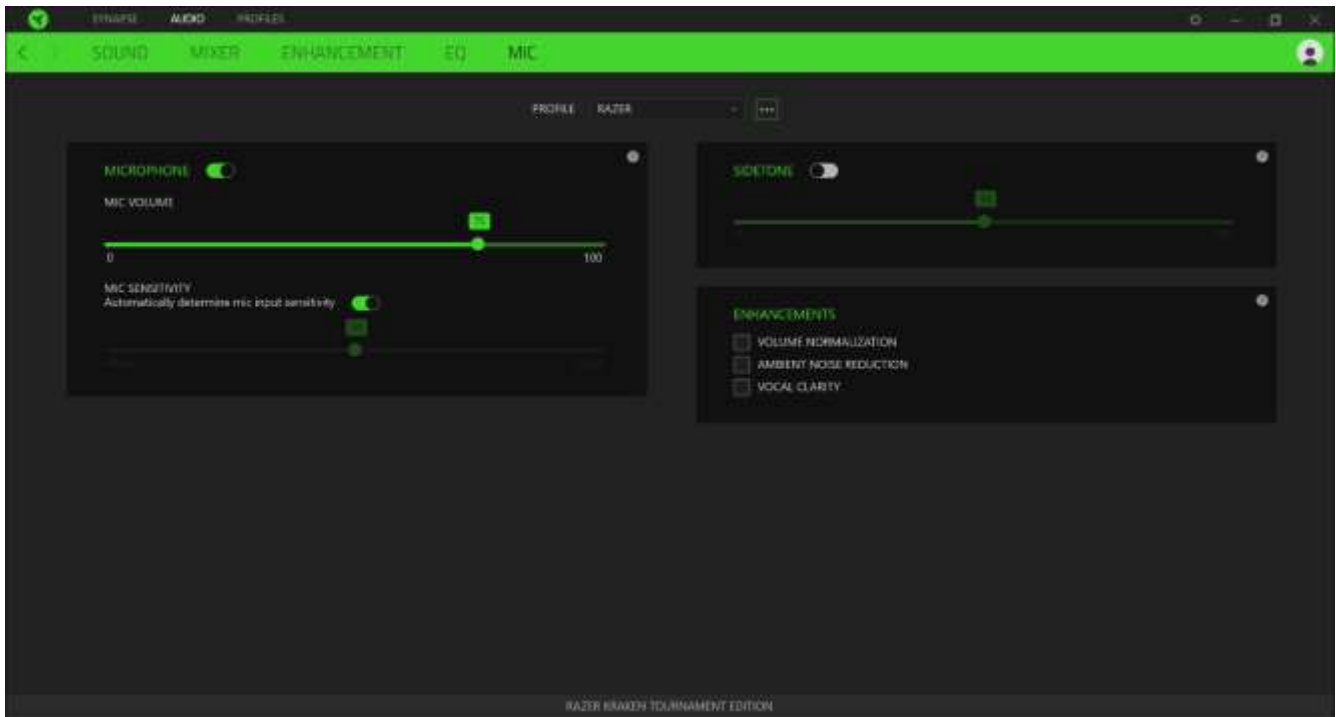 SYNAPSE AUDIO PROFILES
SOUND MIXER ENHANCEMENT EQ MIC
PROFILE RAZER
MICROPHONE
MIC VOLUME
75
0 100
MIC SENSITIVITY
Automatically determine mic input sensitivity
SIDETONE
ENHANCEMENTS
VOLUME NORMALIZATION
AMBIENT NOISE REDUCTION
VOCAL CLARITY
RAZER KRAKEN TOURNAMENT EDITION